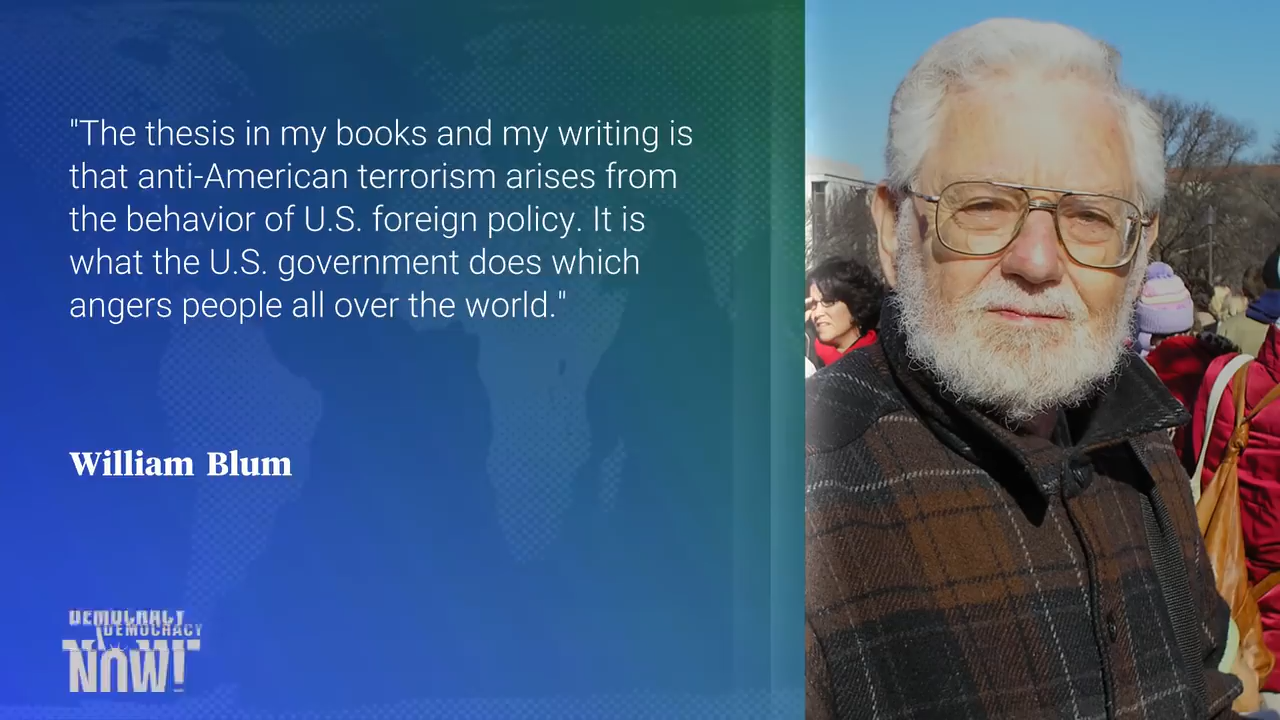 "The thesis in my books and my writing is
that anti-American terrorism arises from
the behavior of U.S. foreign policy. It is
what the U.S. government does which
angers people all over the world."
William Blum
DEMOCRACY
DEMOCRACY
NOW!